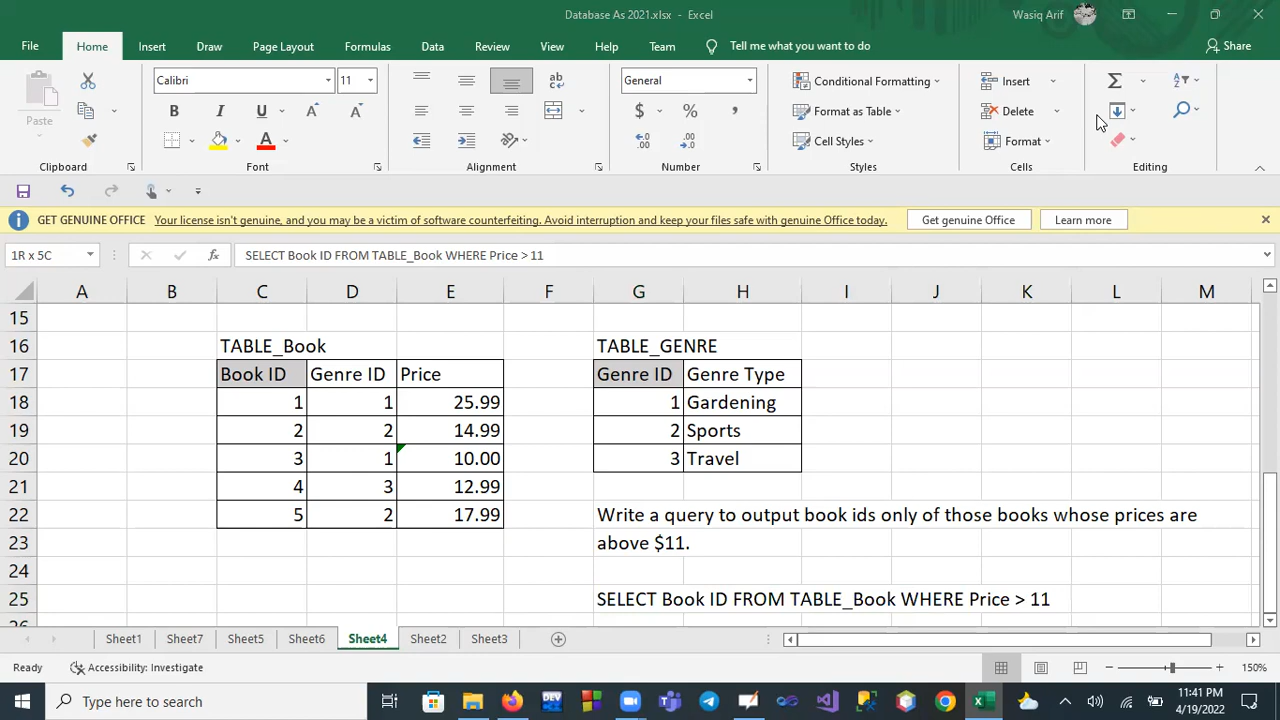 Database As 2021.xlsx - Excel
Wasiq Arif
File Home Insert Draw Page Layout Formulas Data Review View Help Team Tell me what you want to do Share
Calibri 11 General Conditional Formatting Insert
Paste B I U $ % , Format as Table Delete
Cell Styles Format
Clipboard Font Alignment Number Styles Cells Editing
GET GENUINE OFFICE Your license isn't genuine, and you may be a victim of software counterfeiting. Avoid interruption and keep your files safe with genuine Office today. Get genuine Office Learn more
1R x 5C fx SELECT Book ID FROM TABLE_Book WHERE Price > 11
A B C D E F G H I J K L M
15
16 TABLE_Book TABLE_GENRE
17 Book ID Genre ID Price Genre ID Genre Type
18 1 1 25.99 1 Gardening
19 2 2 14.99 2 Sports
20 3 1 10.00 3 Travel
21 4 3 12.99
22 5 2 17.99 Write a query to output book ids only of those books whose prices are
23 above $11.
24
25 SELECT Book ID FROM TABLE_Book WHERE Price > 11
26
Sheet1 Sheet7 Sheet5 Sheet6 Sheet4 Sheet2 Sheet3
Ready Accessibility: Investigate 150%
Type here to search DEV 11:41 PM
4/19/2022